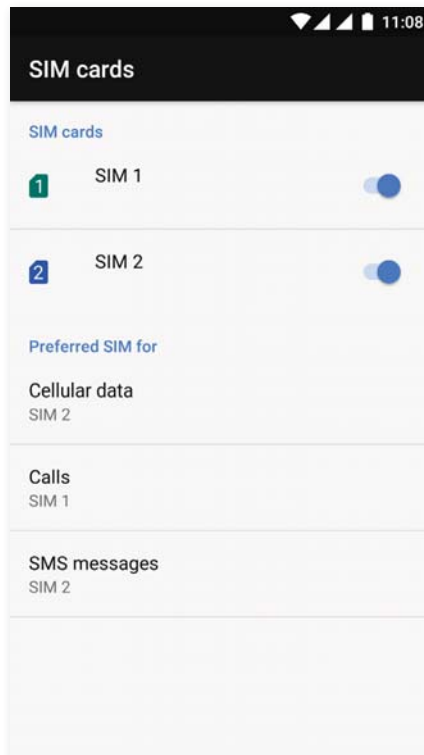 11:08
SIM cards
SIM cards
1 SIM 1
2 SIM 2
Preferred SIM for
Cellular data
SIM 2
Calls
SIM 1
SMS messages
SIM 2